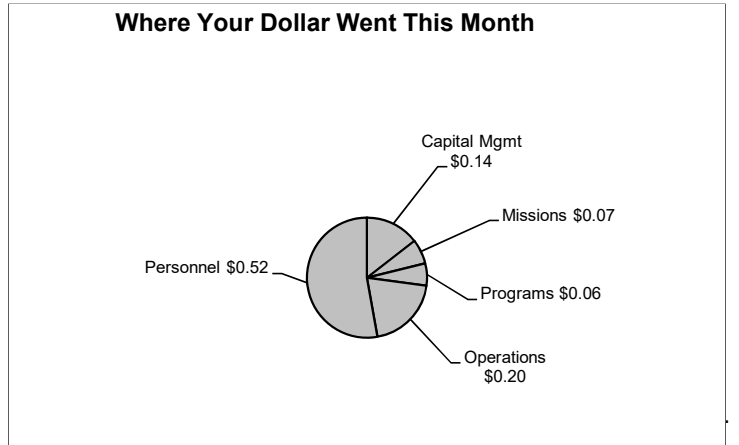 Where Your Dollar Went This Month
Capital Mgmt
$0.14
Missions $0.07
Personnel $0.52
Programs $0.06
Operations
$0.20
.